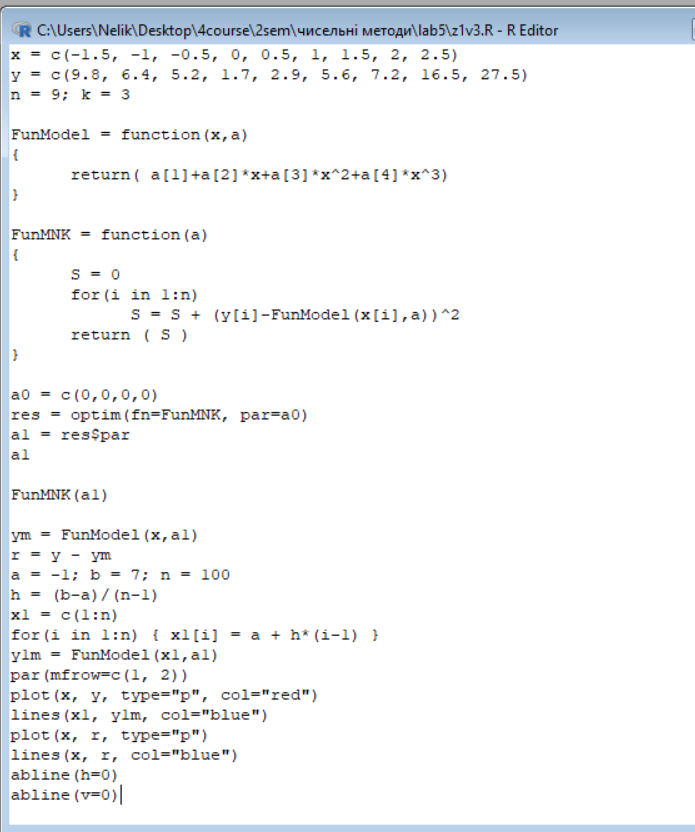 C:\Users\Nelik\Desktop\4course\2sem\чисельні методи\lab5\z1v3.R - R Editor
x = c(-1.5, -1, -0.5, 0, 0.5, 1, 1.5, 2, 2.5)
y = c(9.8, 6.4, 5.2, 1.7, 2.9, 5.6, 7.2, 16.5, 27.5)
n = 9; k = 3
FunModel = function(x,a)
{
return( a[1]+a[2]*x+a[3]*x^2+a[4]*x^3)
}
FunMNK = function(a)
{
S = 0
for(i in 1:n)
S = S + (y[i]-FunModel(x[i],a))^2
return ( S )
}
a0 = c(0,0,0,0)
res = optim(fn=FunMNK, par=a0)
a1 = res$par
a1
FunMNK(a1)
ym = FunModel(x,a1)
r = y - ym
a = -1; b = 7; n = 100
h = (b-a)/(n-1)
x1 = c(1:n)
for(i in 1:n) { x1[i] = a + h*(i-1) }
y1m = FunModel(x1,a1)
par(mfrow=c(1, 2))
plot(x, y, type="p", col="red")
lines(x1, y1m, col="blue")
plot(x, r, type="p")
lines(x, r, col="blue")
abline(h=0)
abline(v=0)